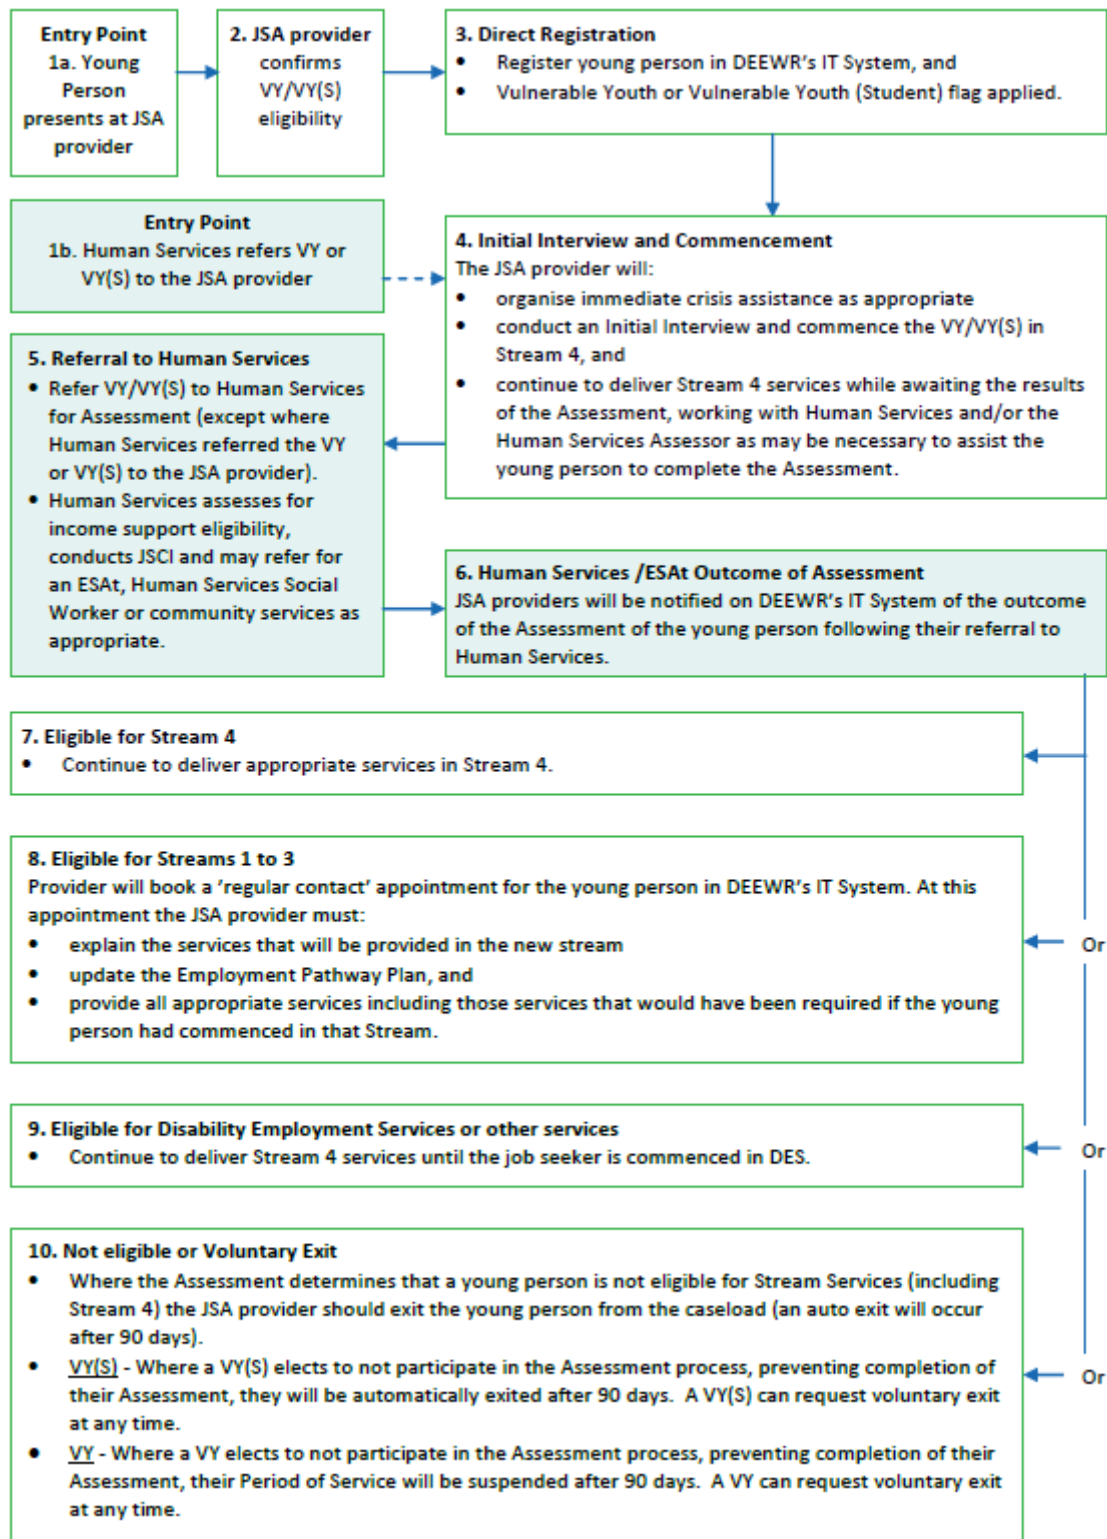 Entry Point
1a. Young
Person
presents at JSA
provider
2. JSA provider
confirms
VY/VY(S)
eligibility
3. Direct Registration
• Register young person in DEEWR's IT System, and
• Vulnerable Youth or Vulnerable Youth (Student) flag applied.
Entry Point
1b. Human Services refers VY or
VY(S) to the JSA provider
4. Initial Interview and Commencement
The JSA provider will:
• organise immediate crisis assistance as appropriate
• conduct an Initial Interview and commence the VY/VY(S) in
Stream 4, and
• continue to deliver Stream 4 services while awaiting the results
of the Assessment, working with Human Services and/or the
Human Services Assessor as may be necessary to assist the
young person to complete the Assessment.
5. Referral to Human Services
• Refer VY/VY(S) to Human Services
for Assessment (except where
Human Services referred the VY
or VY(S) to the JSA provider).
• Human Services assesses for
income support eligibility,
conducts JSCI and may refer for
an ESAt, Human Services Social
Worker or community services as
appropriate.
6. Human Services /ESAt Outcome of Assessment
JSA providers will be notified on DEEWR's IT System of the outcome
of the Assessment of the young person following their referral to
Human Services.
7. Eligible for Stream 4
• Continue to deliver appropriate services in Stream 4.
8. Eligible for Streams 1 to 3
Provider will book a 'regular contact' appointment for the young person in DEEWR's IT System. At this
appointment the JSA provider must:
• explain the services that will be provided in the new stream
• update the Employment Pathway Plan, and
• provide all appropriate services including those services that would have been required if the young
person had commenced in that Stream.
Or
9. Eligible for Disability Employment Services or other services
• Continue to deliver Stream 4 services until the job seeker is commenced in DES.
Or
10. Not eligible or Voluntary Exit
• Where the Assessment determines that a young person is not eligible for Stream Services (including
Stream 4) the JSA provider should exit the young person from the caseload (an auto exit will occur
after 90 days).
• VY(S) - Where a VY(S) elects to not participate in the Assessment process, preventing completion of
their Assessment, they will be automatically exited after 90 days. A VY(S) can request voluntary exit
at any time.
• VY - Where a VY elects to not participate in the Assessment process, preventing completion of their
Assessment, their Period of Service will be suspended after 90 days. A VY can request voluntary exit
at any time.
Or